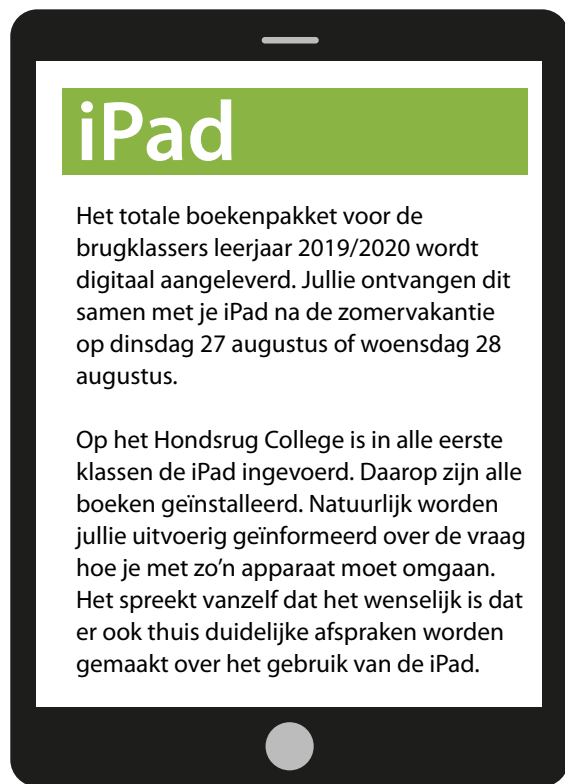 iPad
Het totale boekenpakket voor de
brugklassers leerjaar 2019/2020 wordt
digitaal aangeleverd. Jullie ontvangen dit
samen met je iPad na de zomervakantie
op dinsdag 27 augustus of woensdag 28
augustus.
Op het Hondsrug College is in alle eerste
klassen de iPad ingevoerd. Daarop zijn alle
boeken geïnstalleerd. Natuurlijk worden
jullie uitvoerig geïnformeerd over de vraag
hoe je met zo’n apparaat moet omgaan.
Het spreekt vanzelf dat het wenselijk is dat
er ook thuis duidelijke afspraken worden
gemaakt over het gebruik van de iPad.